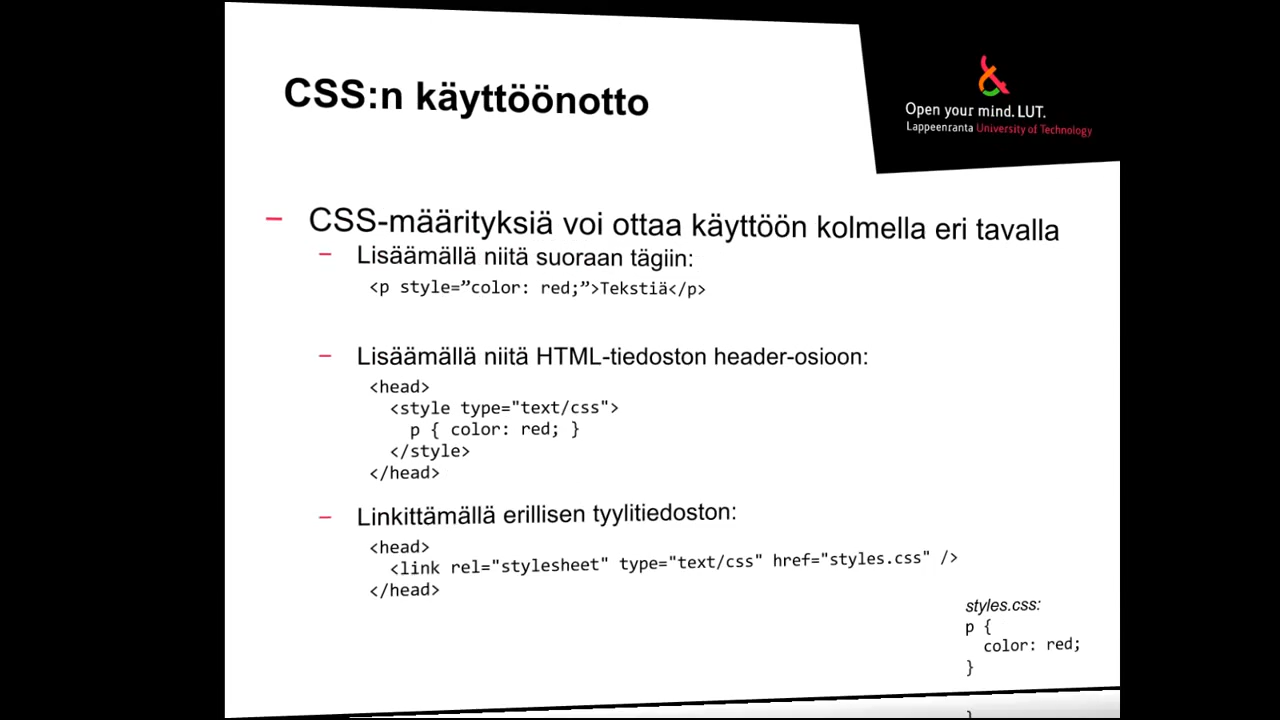 CSS:n käyttöönotto
Open your mind. LUT.
Lappeenranta University of Technology
– CSS-määrityksiä voi ottaa käyttöön kolmella eri tavalla
– Lisäämällä niitä suoraan tägiin:
<p style=”color: red;”>Tekstiä</p>
– Lisäämällä niitä HTML-tiedoston header-osioon:
<head>
<style type="text/css">
p { color: red; }
</style>
</head>
– Linkittämällä erillisen tyylitiedoston:
<head>
<link rel="stylesheet" type="text/css" href="styles.css" />
</head>
styles.css:
p {
color: red;
}
}